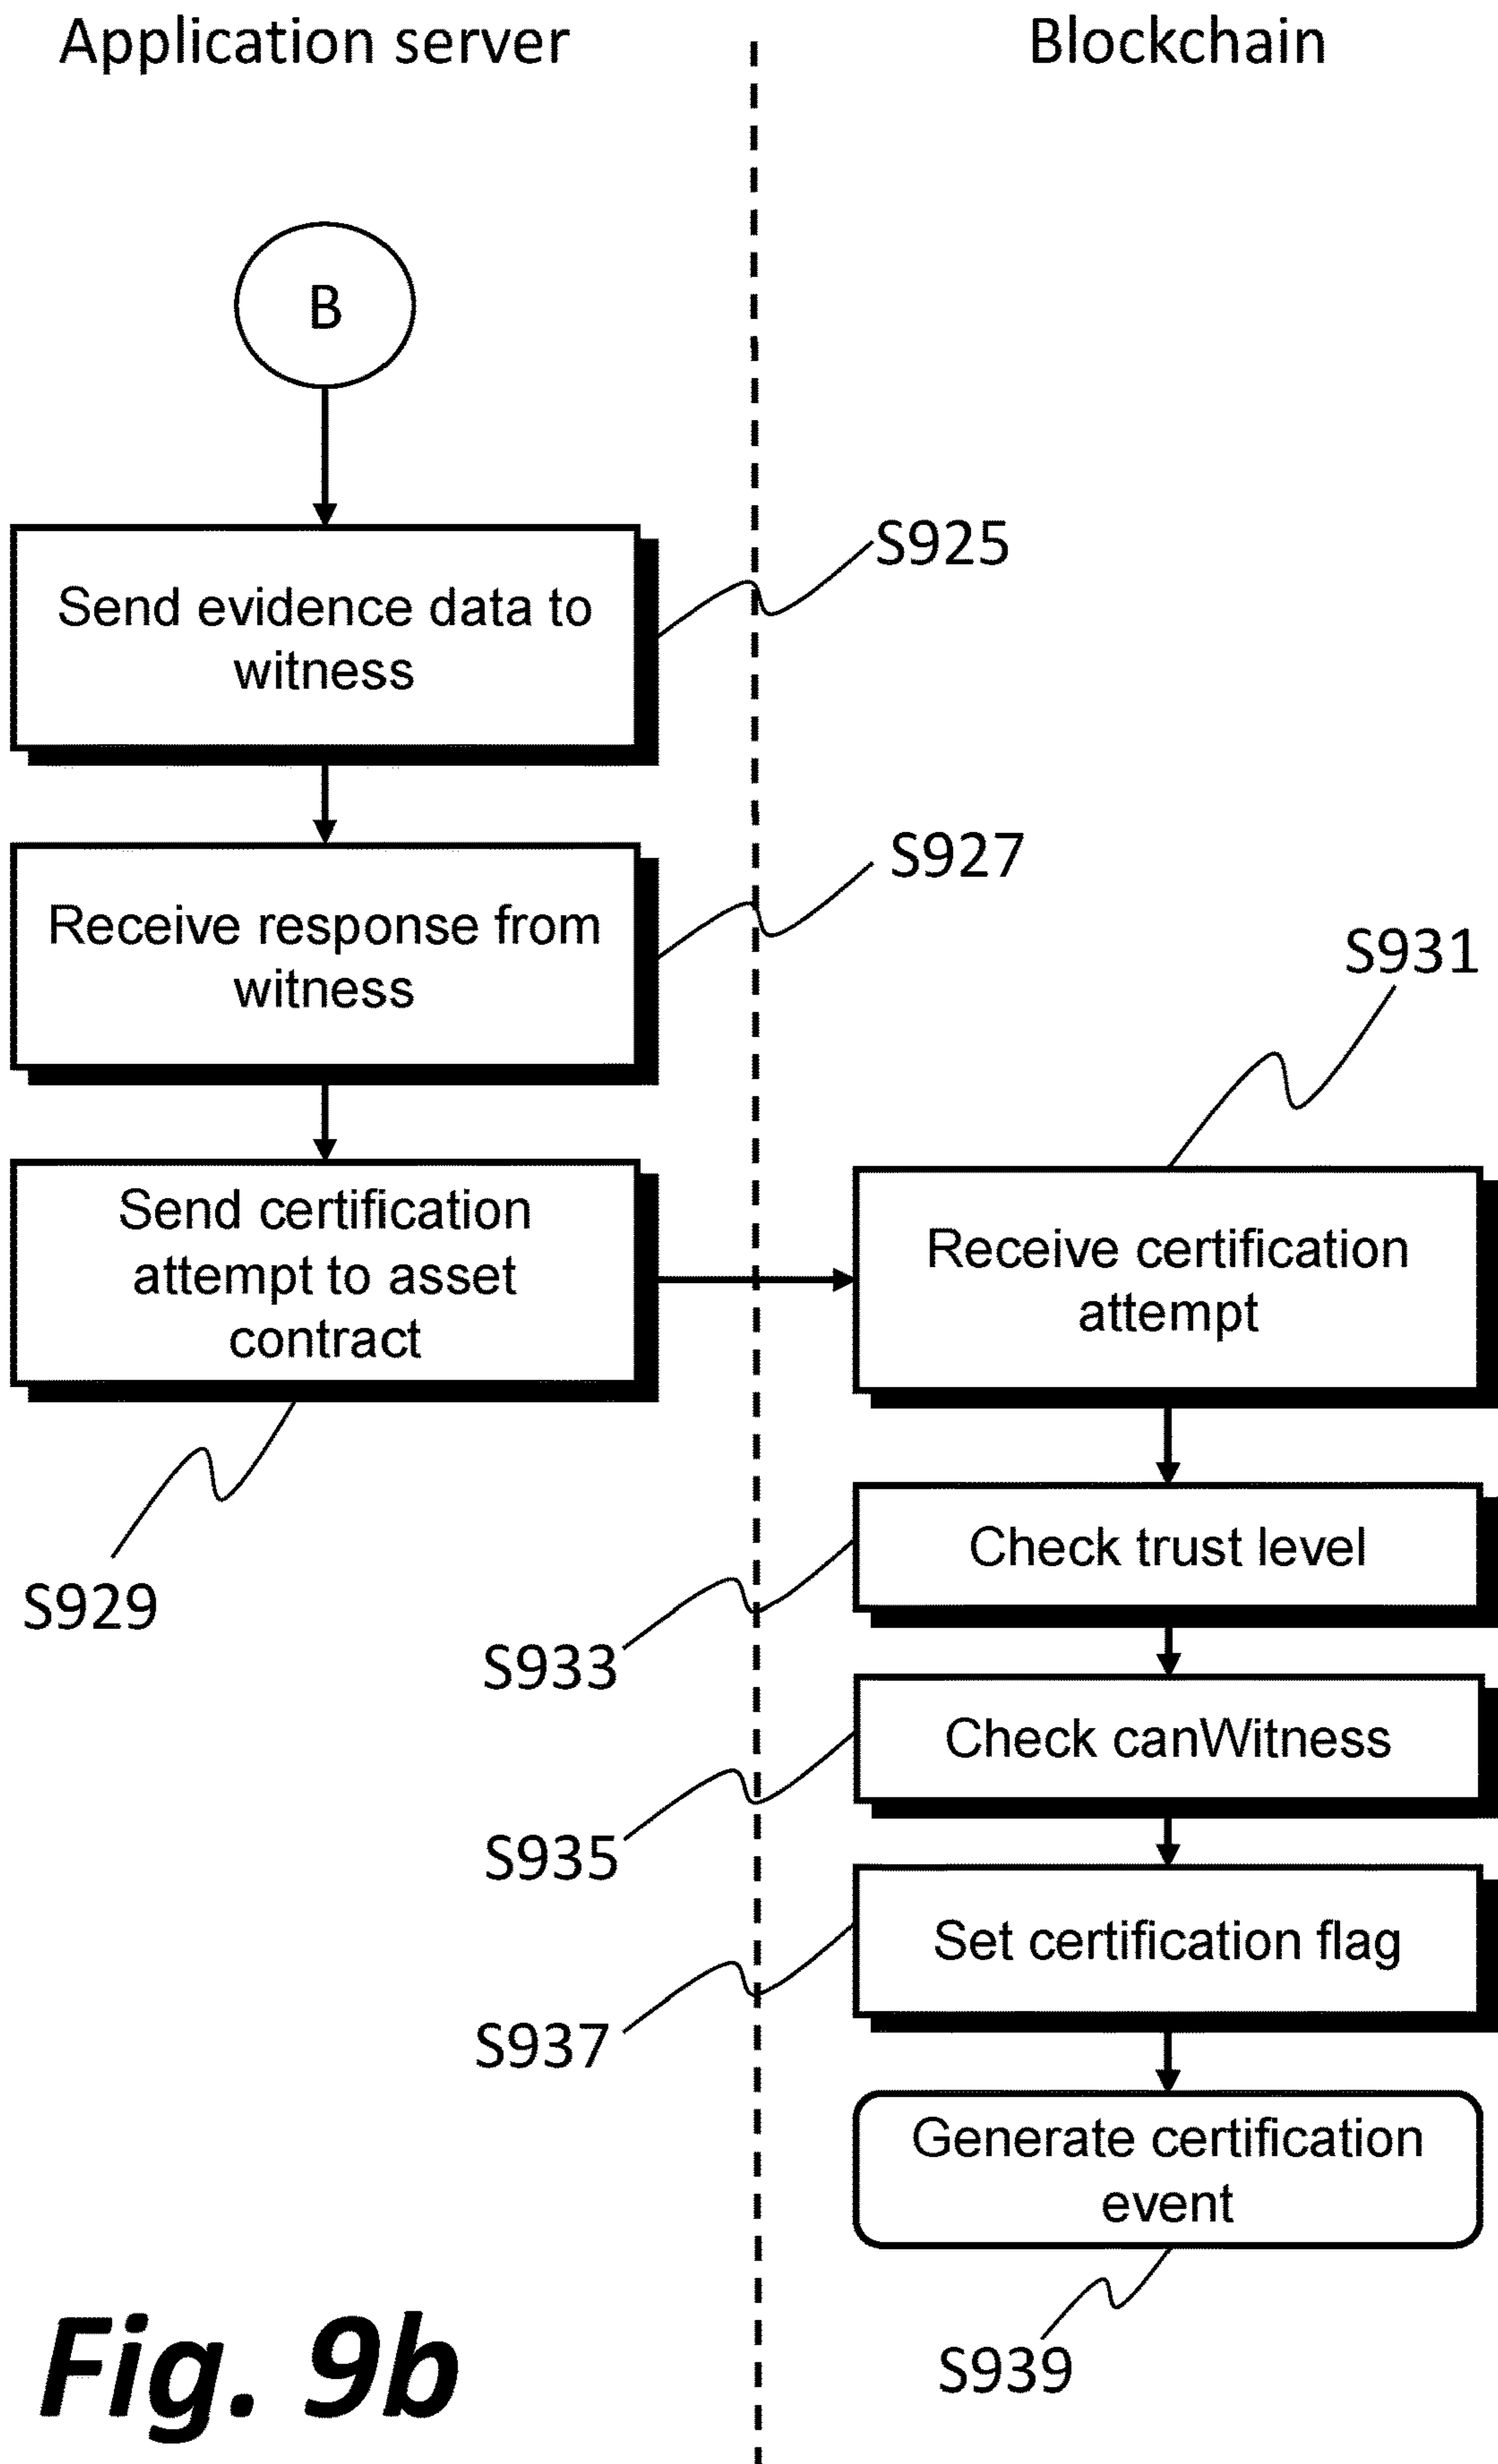 Application server
Blockchain
B
S925
Send evidence data to
witness
S927
Receive response from
witness
S931
Send certification
attempt to asset
contract
Receive certification
attempt
S929
Check trust level
S933
Check canWitness
S935
Set certification flag
S937
Generate certification
event
S939
Fig. 9b